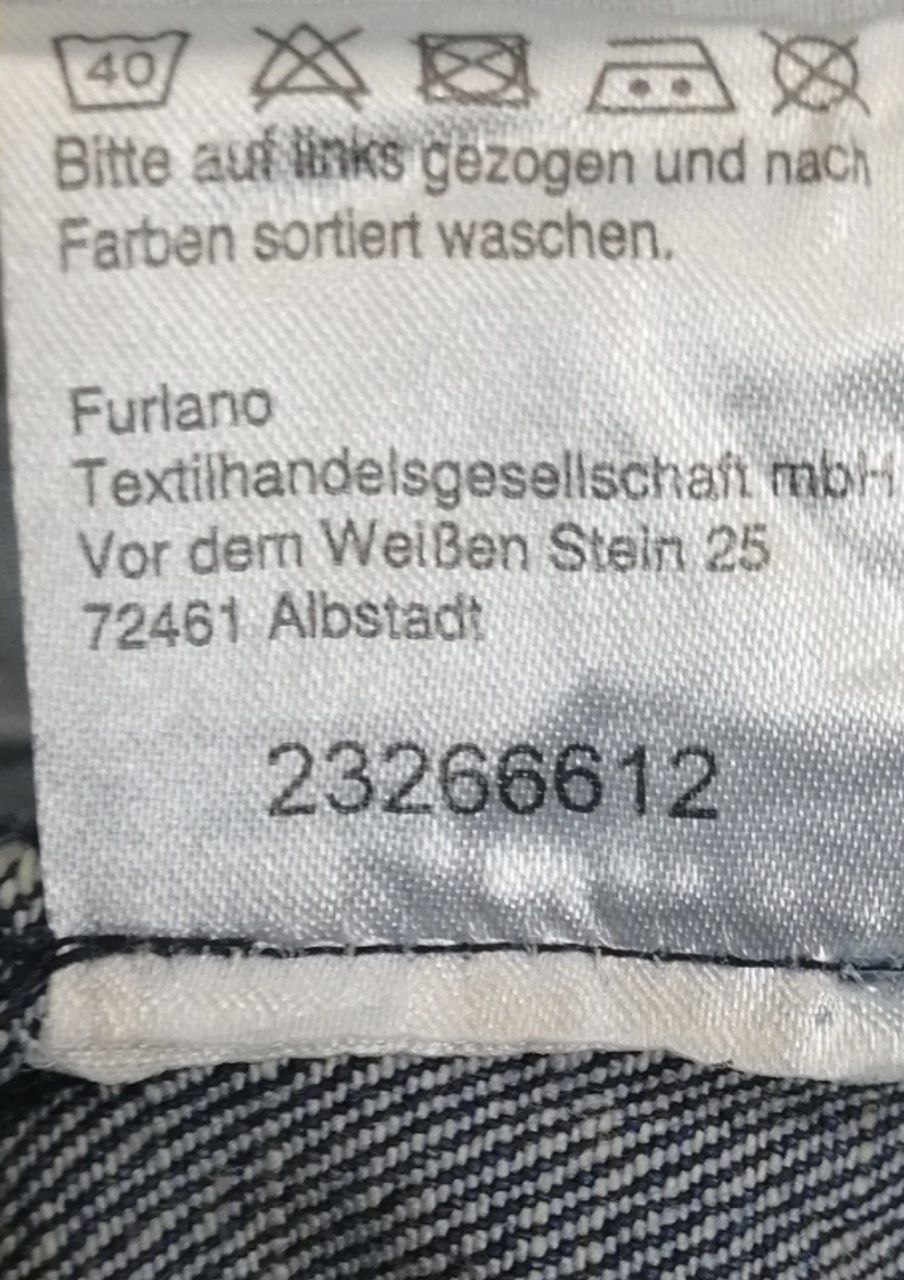 40
Bitte auf links gezogen und nach
Farben sortiert waschen.
Furlano
Textilhandelsgesellschaft mbH
Vor dem Weißen Stein 25
72461 Albstadt
23266612